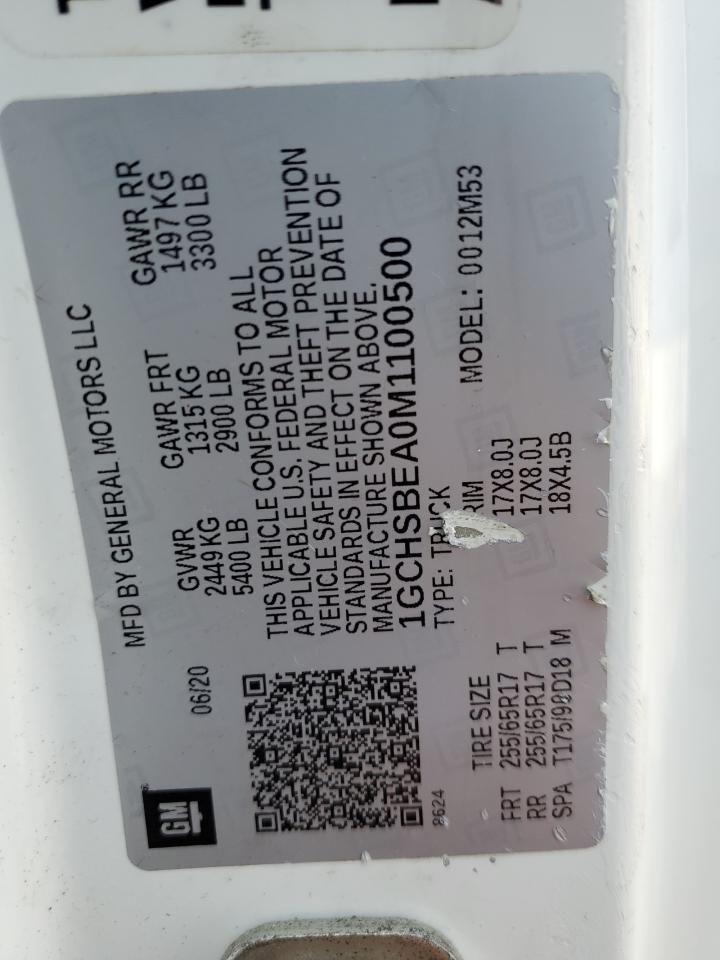 GM
MFD BY GENERAL MOTORS LLC
06/20
GVWR GAWR FRT GAWR RR
2449 KG 1315 KG 1497 KG
5400 LB 2900 LB 3300 LB
THIS VEHICLE CONFORMS TO ALL
APPLICABLE U.S. FEDERAL MOTOR
VEHICLE SAFETY AND THEFT PREVENTION
STANDARDS IN EFFECT ON THE DATE OF
MANUFACTURE SHOWN ABOVE.
1GCHSBEA0M1100500
8624
TYPE: TRUCK MODEL: 0012M53
TIRE SIZE RIM
FRT 255/65R17 T 17X8.0J
RR 255/65R17 T 17X8.0J
SPA T175/90D18 M 18X4.5B